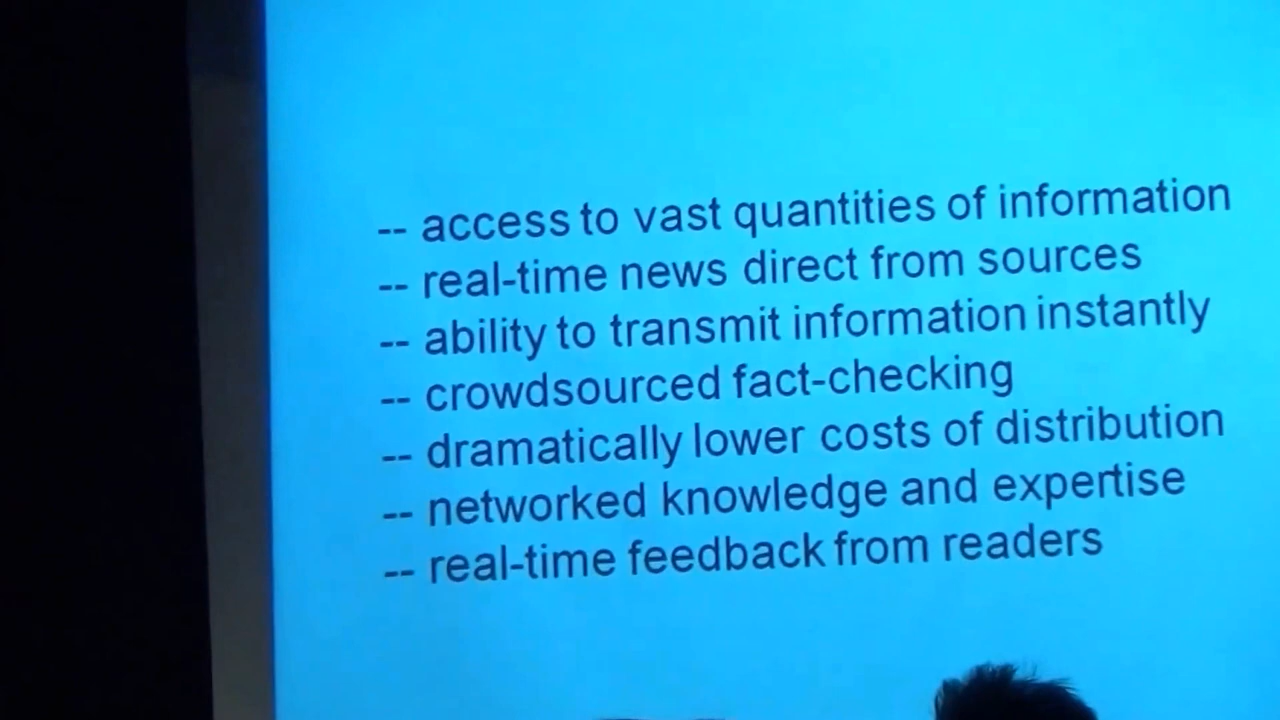 -- access to vast quantities of information
-- real-time news direct from sources
-- ability to transmit information instantly
-- crowdsourced fact-checking
-- dramatically lower costs of distribution
-- networked knowledge and expertise
-- real-time feedback from readers